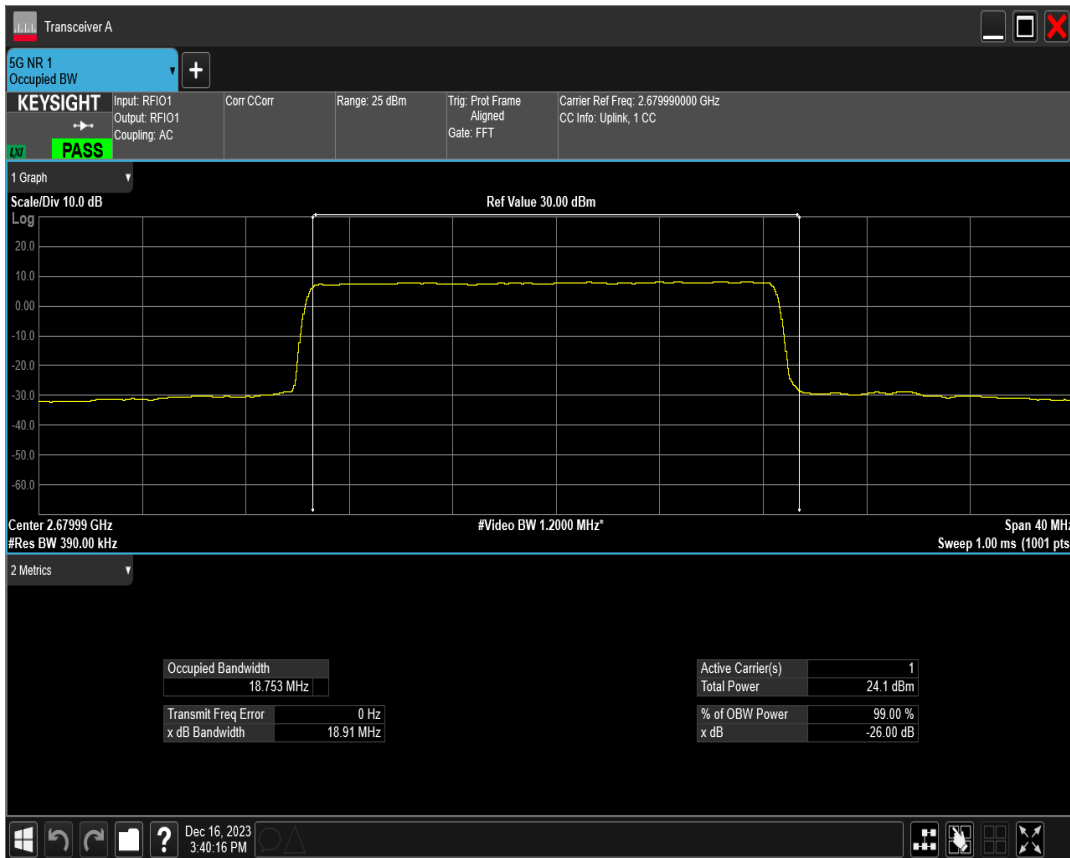 Transceiver A
5G NR 1
Occupied BW
+
KEYSIGHT
LXI
PASS
Input: RFIO1
Output: RFIO1
Coupling: AC
Corr CCorr
Range: 25 dBm
Trig: Prot Frame
Aligned
Gate: FFT
Carrier Ref Freq: 2.679990000 GHz
CC Info: Uplink, 1 CC
1 Graph
Scale/Div 10.0 dB
Ref Value 30.00 dBm
Log
20.0
10.0
0.00
-10.0
-20.0
-30.0
-40.0
-50.0
-60.0
Center 2.67999 GHz
#Video BW 1.2000 MHz*
Span 40 MHz
#Res BW 390.00 kHz
Sweep 1.00 ms (1001 pts
2 Metrics
Occupied Bandwidth
18.753 MHz
Transmit Freq Error 0 Hz
x dB Bandwidth 18.91 MHz
Active Carrier(s) 1
Total Power 24.1 dBm
% of OBW Power 99.00 %
x dB -26.00 dB
?
Dec 16, 2023
3:40:16 PM